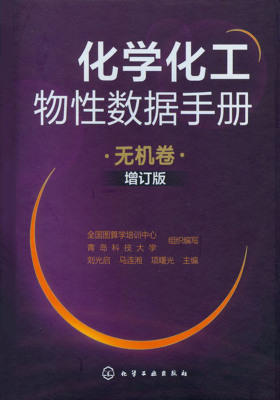 化学化工
物性数据手册
·无机卷·
增订版
全国图算学培训中心
青岛科技大学
组织编写
刘光启 马连湘 项曙光 主编
化学工业出版社